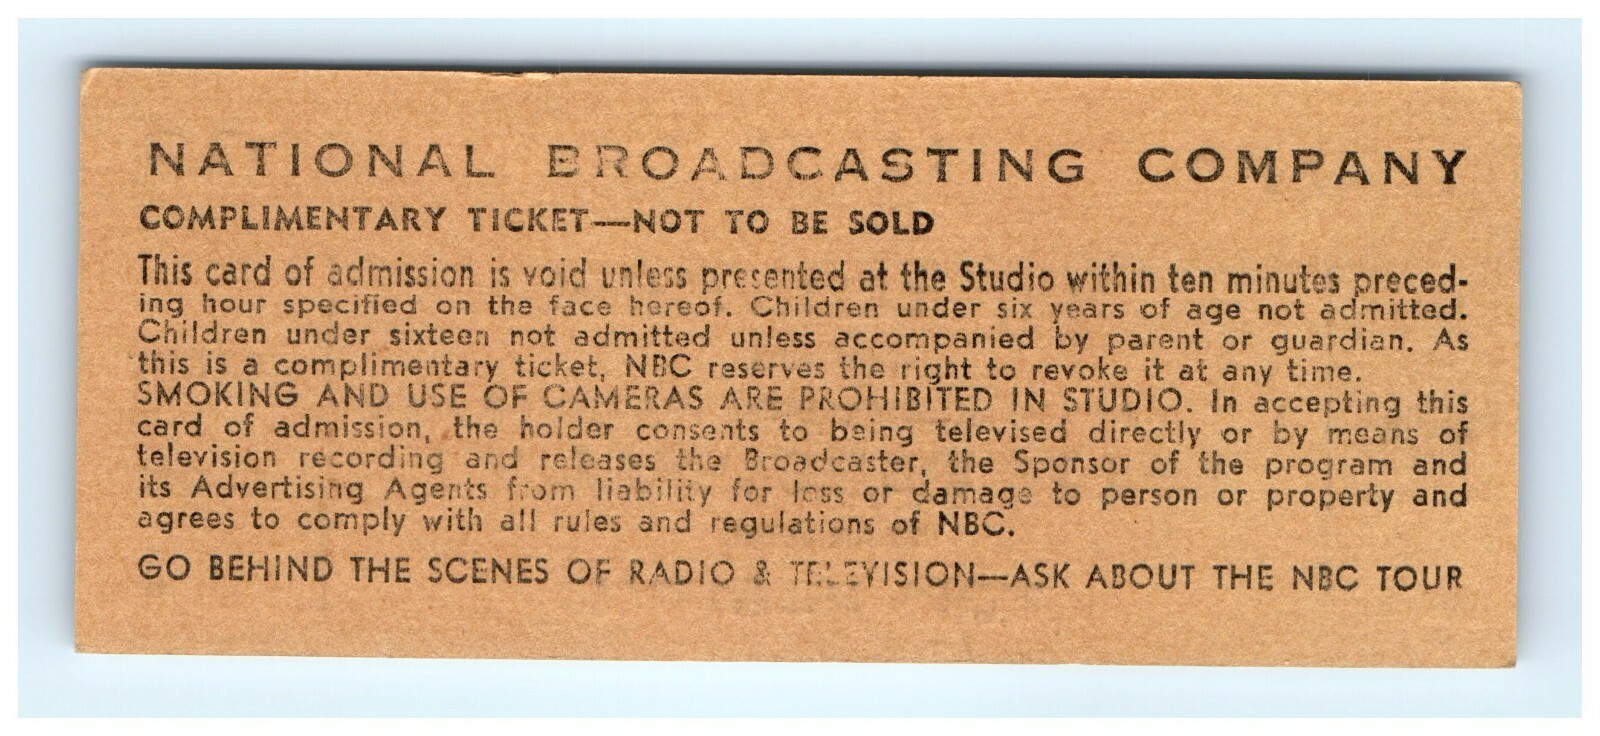 NATIONAL BROADCASTING COMPANY
COMPLIMENTARY TICKET—NOT TO BE SOLD
This card of admission is void unless presented at the Studio within ten minutes preced-
ing hour specified on the face hereof. Children under six years of age not admitted.
Children under sixteen not admitted unless accompanied by parent or guardian. As
this is a complimentary ticket, NBC reserves the right to revoke it at any time.
SMOKING AND USE OF CAMERAS ARE PROHIBITED IN STUDIO. In accepting this
card of admission, the holder consents to being televised directly or by means of
television recording and releases the Broadcaster, the Sponsor of the program and
its Advertising Agents from liability for loss or damage to person or property and
agrees to comply with all rules and regulations of NBC.
GO BEHIND THE SCENES OF RADIO & TELEVISION—ASK ABOUT THE NBC TOUR